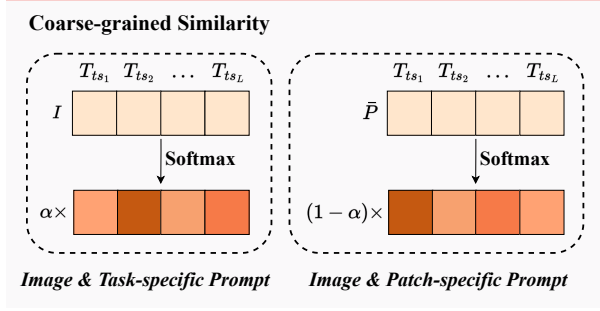 Coarse-grained Similarity
T_{ts_1} T_{ts_2} ... T_{ts_L}
I
Softmax
α×
Image & Task-specific Prompt
T_{ts_1} T_{ts_2} ... T_{ts_L}
P̄
Softmax
(1 − α)×
Image & Patch-specific Prompt